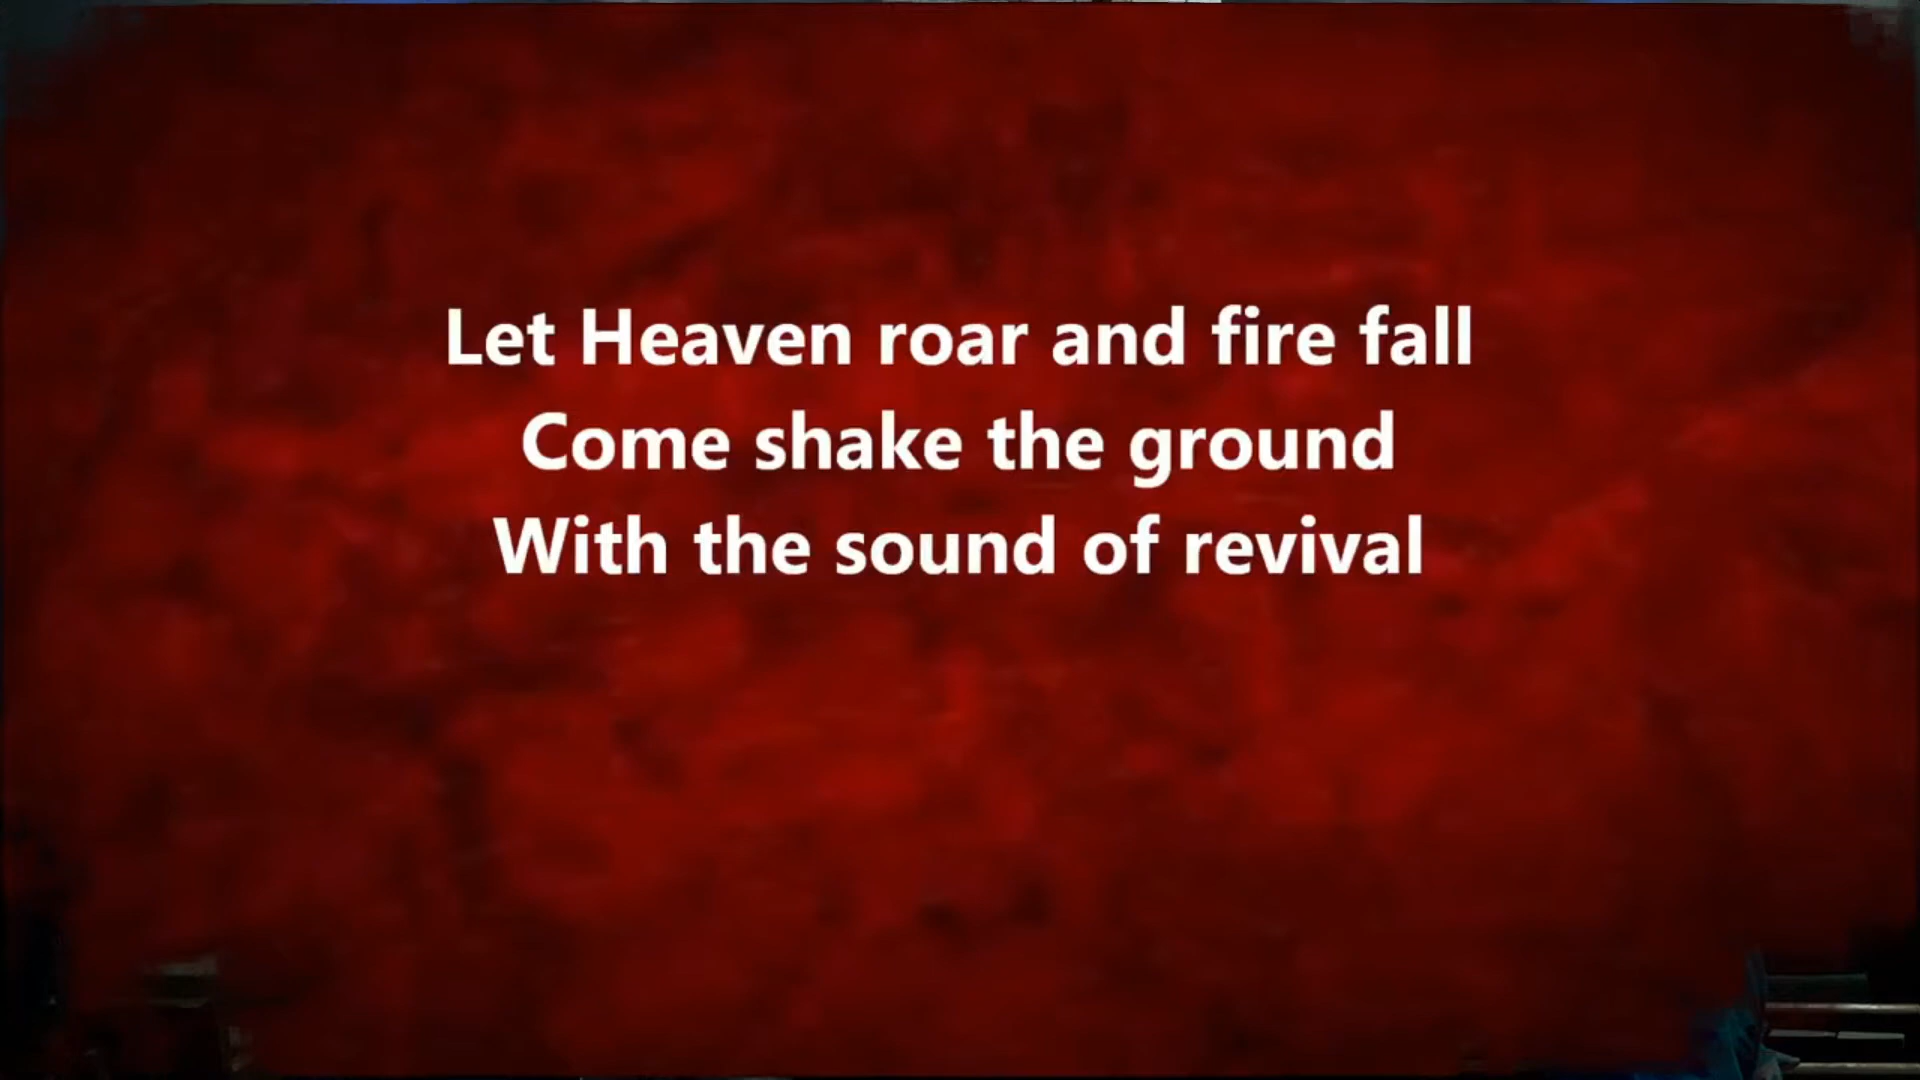 Let Heaven roar and fire fall
Come shake the ground
With the sound of revival